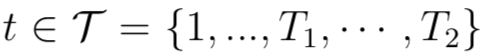 t ∈ 𝒯 = {1, ..., T₁, ⋯ , T₂}